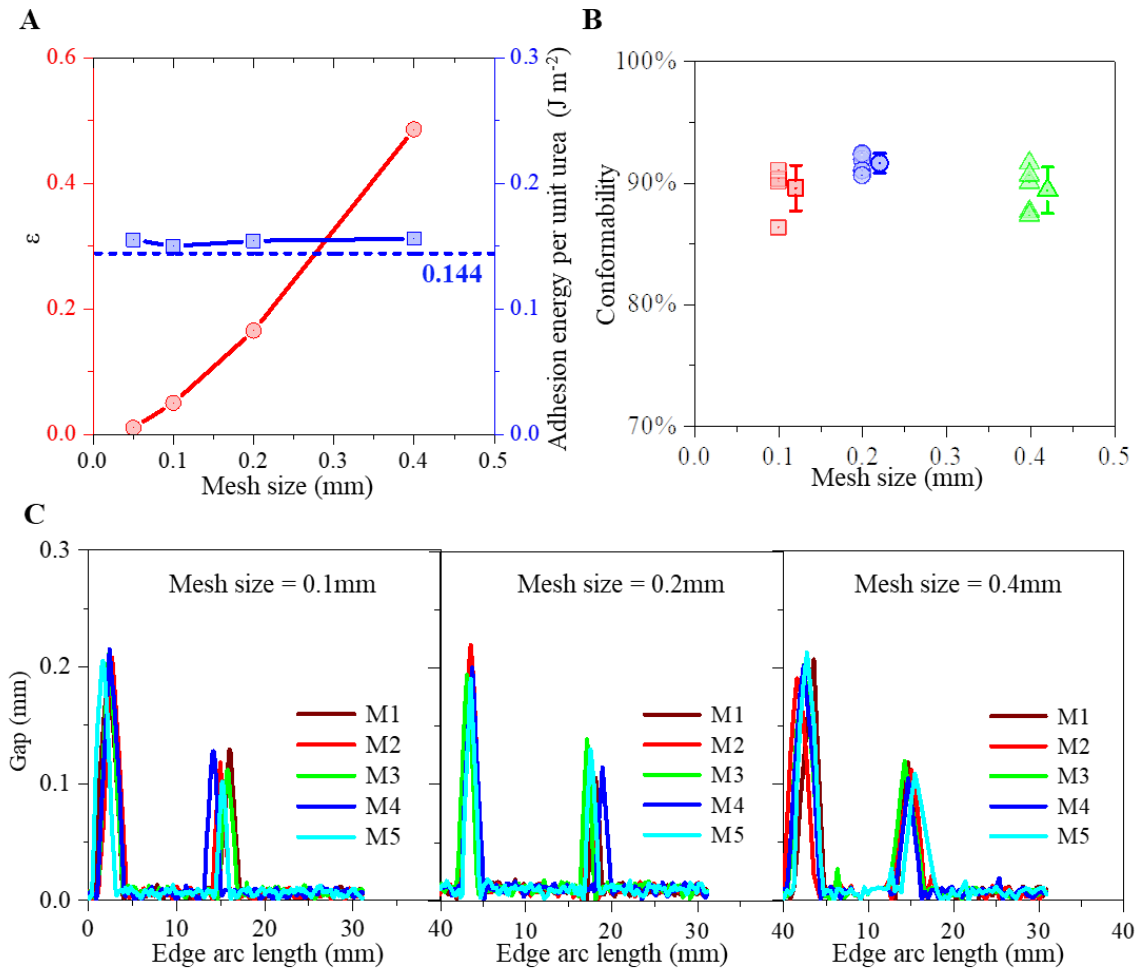 A
B
0.6
0.4
0.2
0.0
ε
0.3
0.2
0.1
0.0
Adhesion energy per unit urea (J m-2)
0.144
0.0 0.1 0.2 0.3 0.4 0.5
Mesh size (mm)
100%
90%
80%
70%
Conformability
0.0 0.1 0.2 0.3 0.4 0.5
Mesh size (mm)
C
0.3
0.2
0.1
0.0
Gap (mm)
Mesh size = 0.1mm
M1
M2
M3
M4
M5
Mesh size = 0.2mm
M1
M2
M3
M4
M5
Mesh size = 0.4mm
M1
M2
M3
M4
M5
0 10 20 30 40 10 20 30 40 10 20 30 40
Edge arc length (mm)
Edge arc length (mm)
Edge arc length (mm)